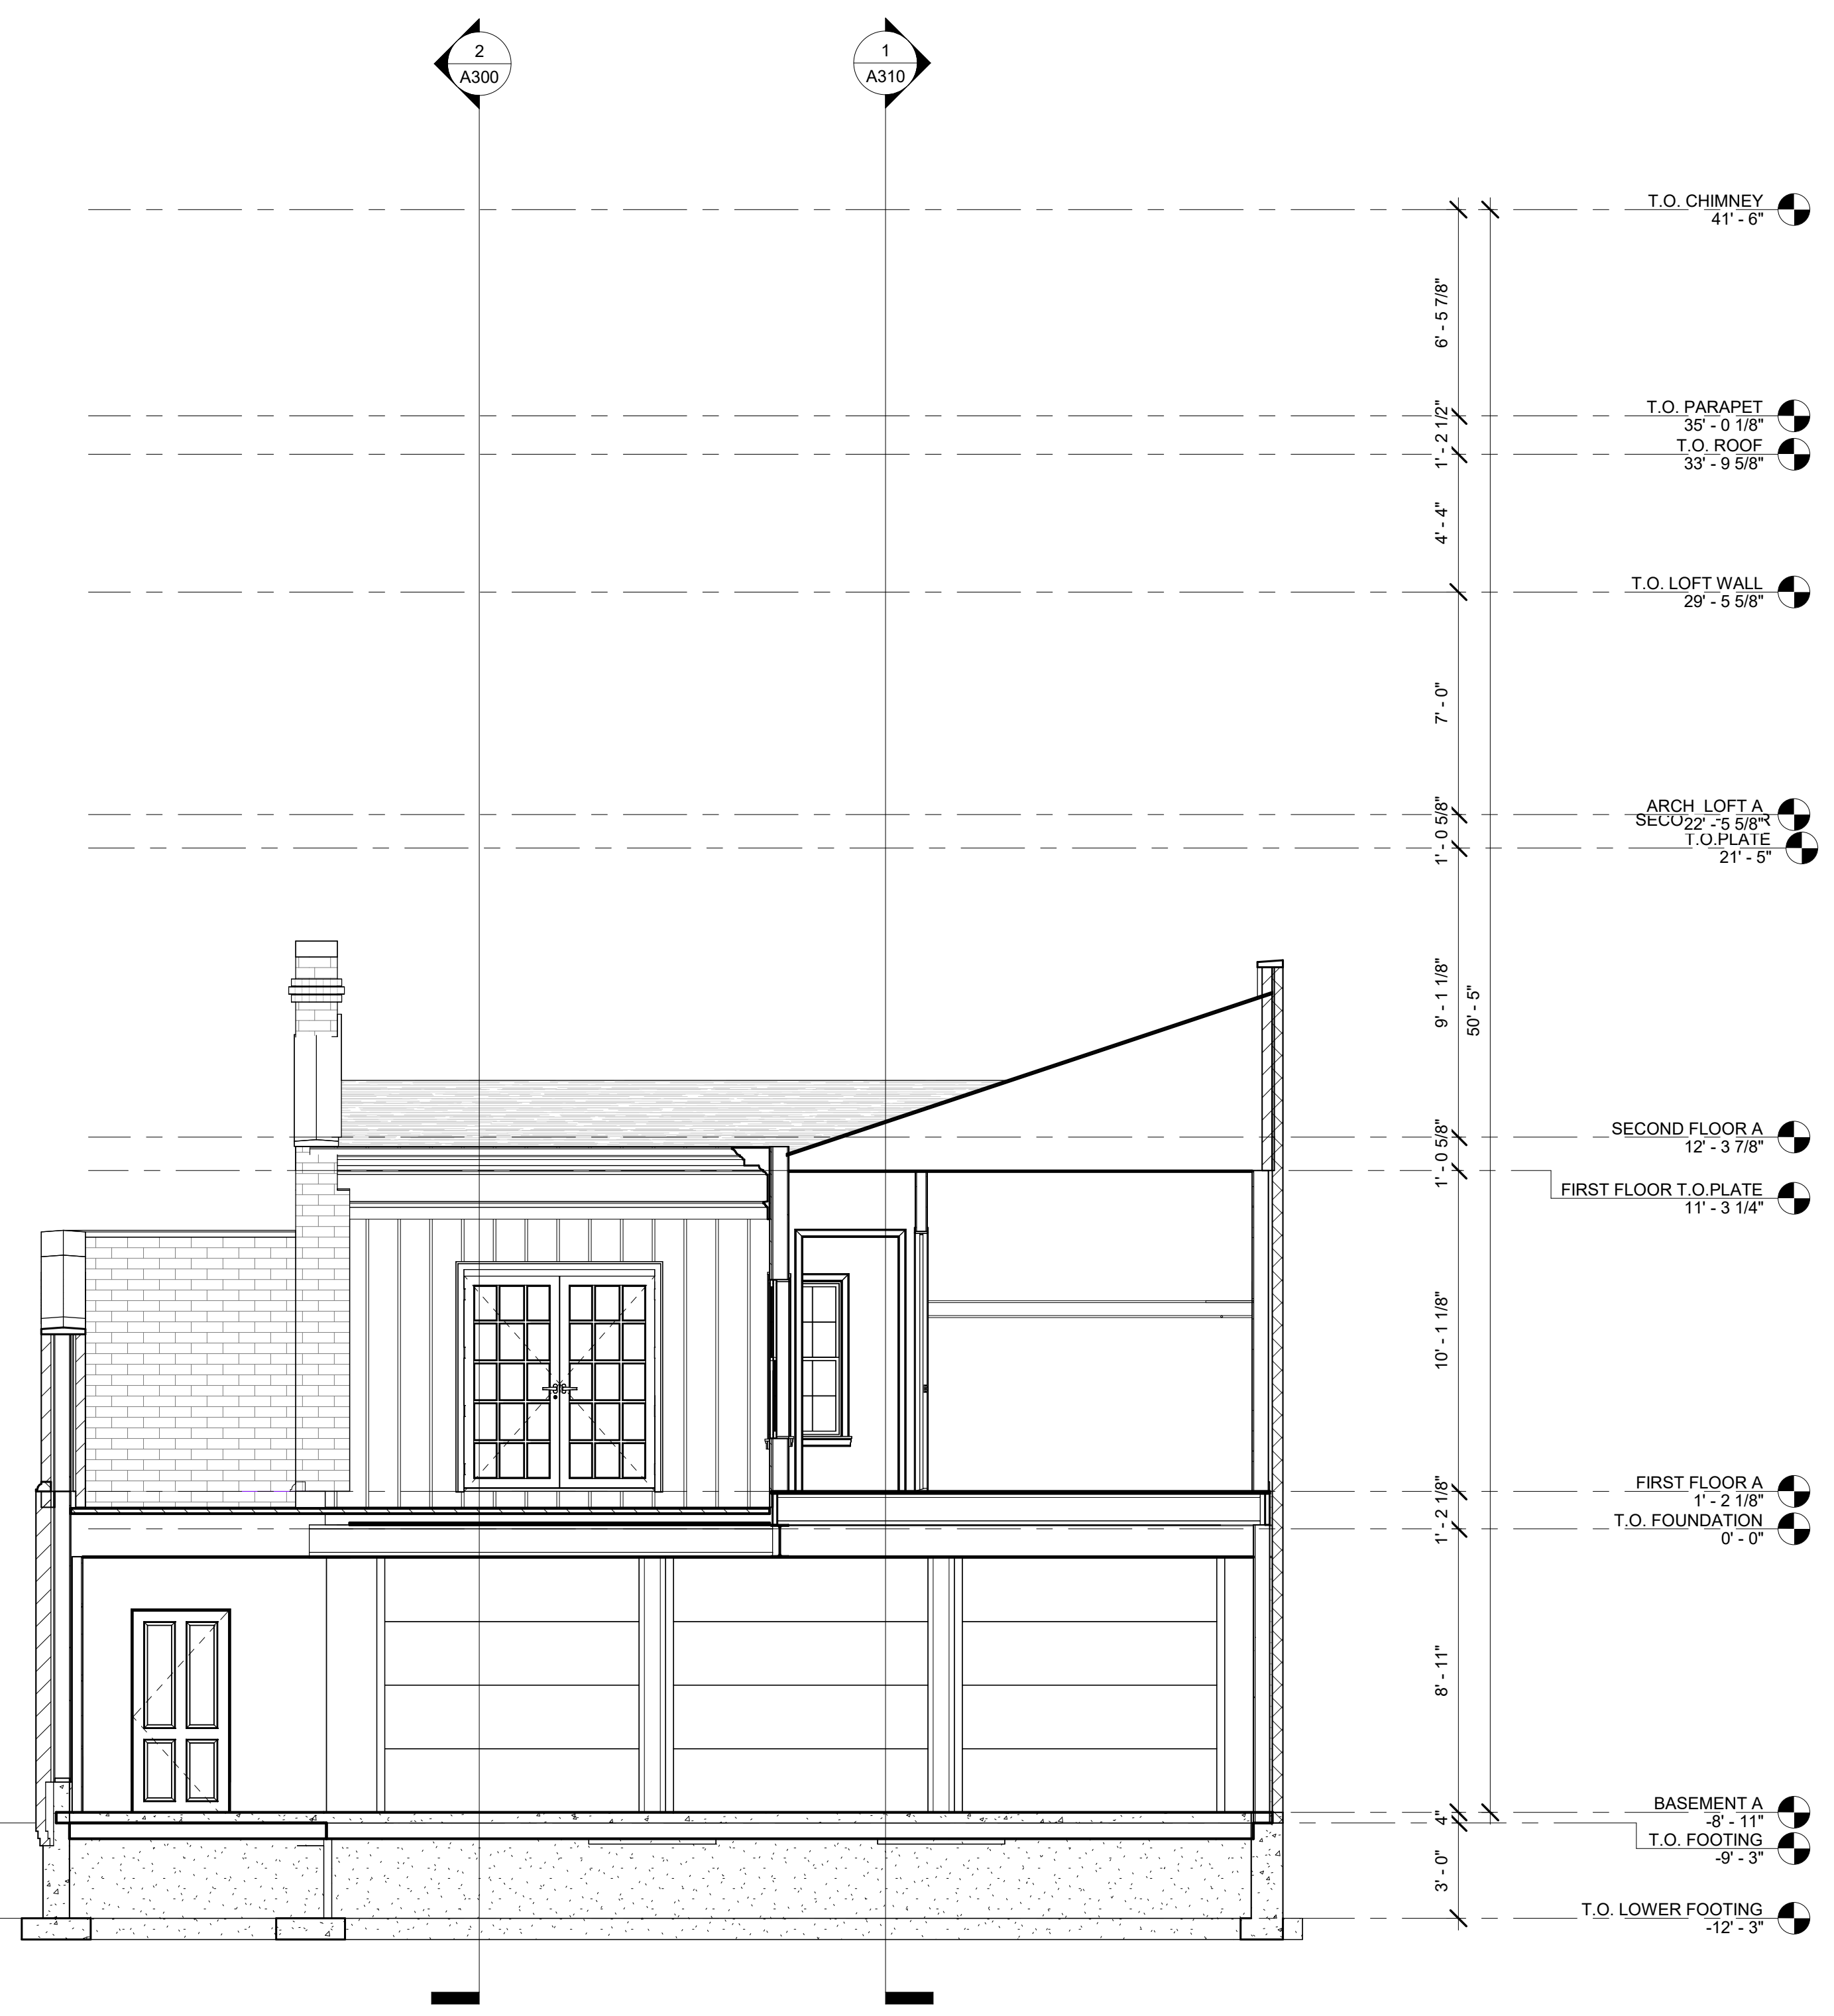 2
A300
1
A310
T.O. CHIMNEY
41' - 6"
6' - 5 7/8"
T.O. PARAPET
35' - 0 1/8"
1' - 2 1/2"
T.O. ROOF
33' - 9 5/8"
4' - 4"
T.O. LOFT WALL
29' - 5 5/8"
7' - 0"
ARCH LOFT A
22' - 5 5/8"
1' - 0 5/8"
T.O.PLATE
21' - 5"
9' - 1 1/8"
50' - 5"
SECOND FLOOR A
12' - 3 7/8"
1' - 0 5/8"
FIRST FLOOR T.O.PLATE
11' - 3 1/4"
10' - 1 1/8"
FIRST FLOOR A
1' - 2 1/8"
1' - 2 1/8"
T.O. FOUNDATION
0' - 0"
8' - 11"
BASEMENT A
-8' - 11"
4"
T.O. FOOTING
-9' - 3"
3' - 0"
T.O. LOWER FOOTING
-12' - 3"